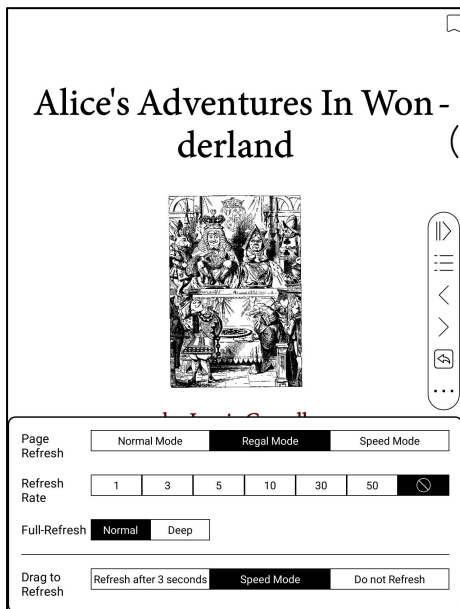 Alice's Adventures In Won-
derland
Page
Refresh
Normal Mode
Regal Mode
Speed Mode
Refresh
Rate
1
3
5
10
30
50
Full-Refresh
Normal
Deep
Drag to
Refresh
Refresh after 3 seconds
Speed Mode
Do not Refresh